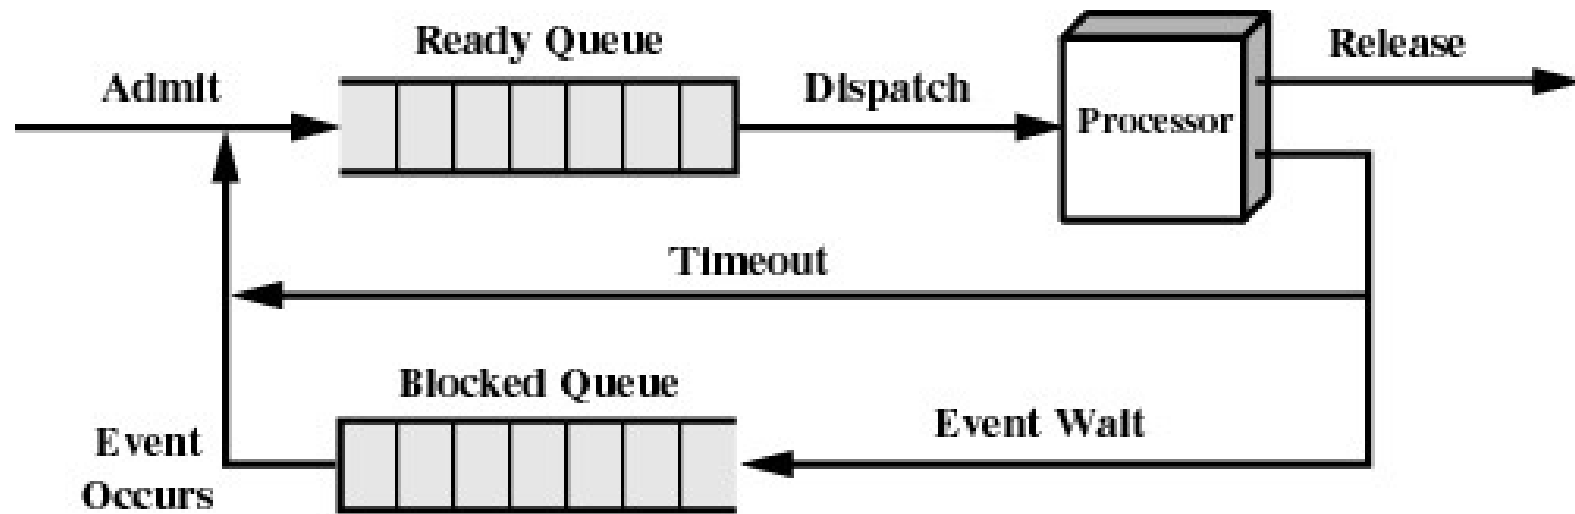 Ready Queue
Admit
Dispatch
Release
Processor
Timeout
Blocked Queue
Event Wait
Event
Occurs